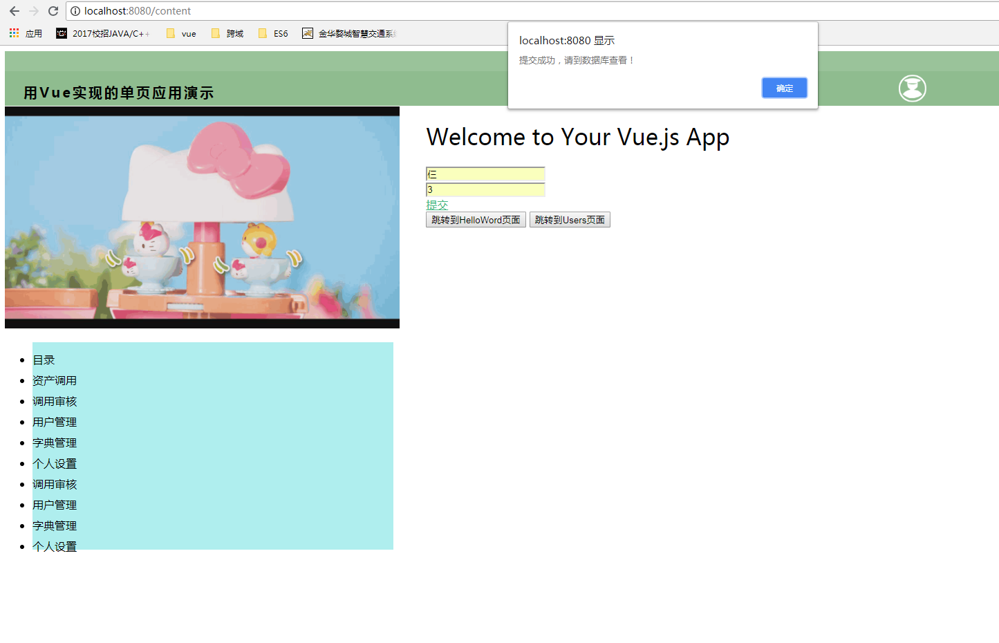 localhost:8080/content
应用 2017校招JAVA/C++ vue 跨域 ES6 金华婺城智慧交通系
localhost:8080 显示
提交成功，请到数据库查看！
确定
用Vue实现的单页应用演示
Welcome to Your Vue.js App
仨
3
提交
跳转到HelloWord页面 跳转到Users页面
目录
资产调用
调用审核
用户管理
字典管理
个人设置
调用审核
用户管理
字典管理
个人设置